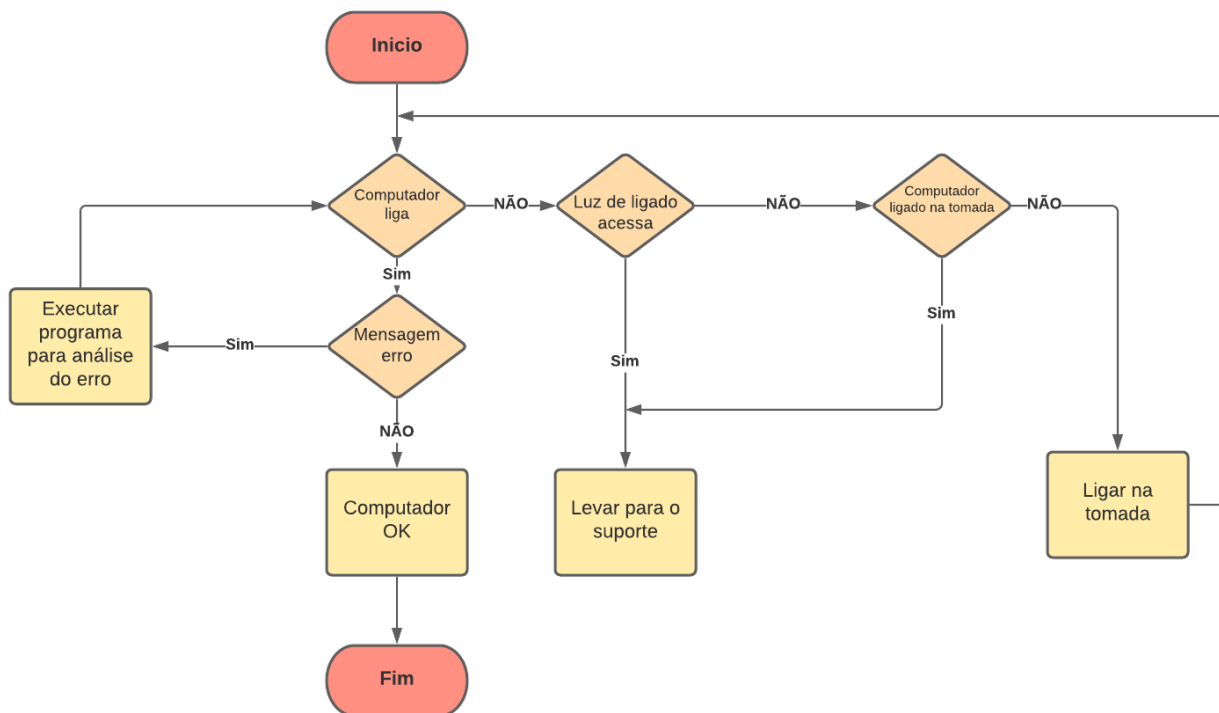 Inicio
Computador
liga
NÃO
Luz de ligado
acessa
NÃO
Computador
ligado na tomada
NÃO
Sim
Executar
programa
para análise
do erro
Sim
Mensagem
erro
Sim
Sim
NÃO
Computador
OK
Levar para o
suporte
Ligar na
tomada
Fim